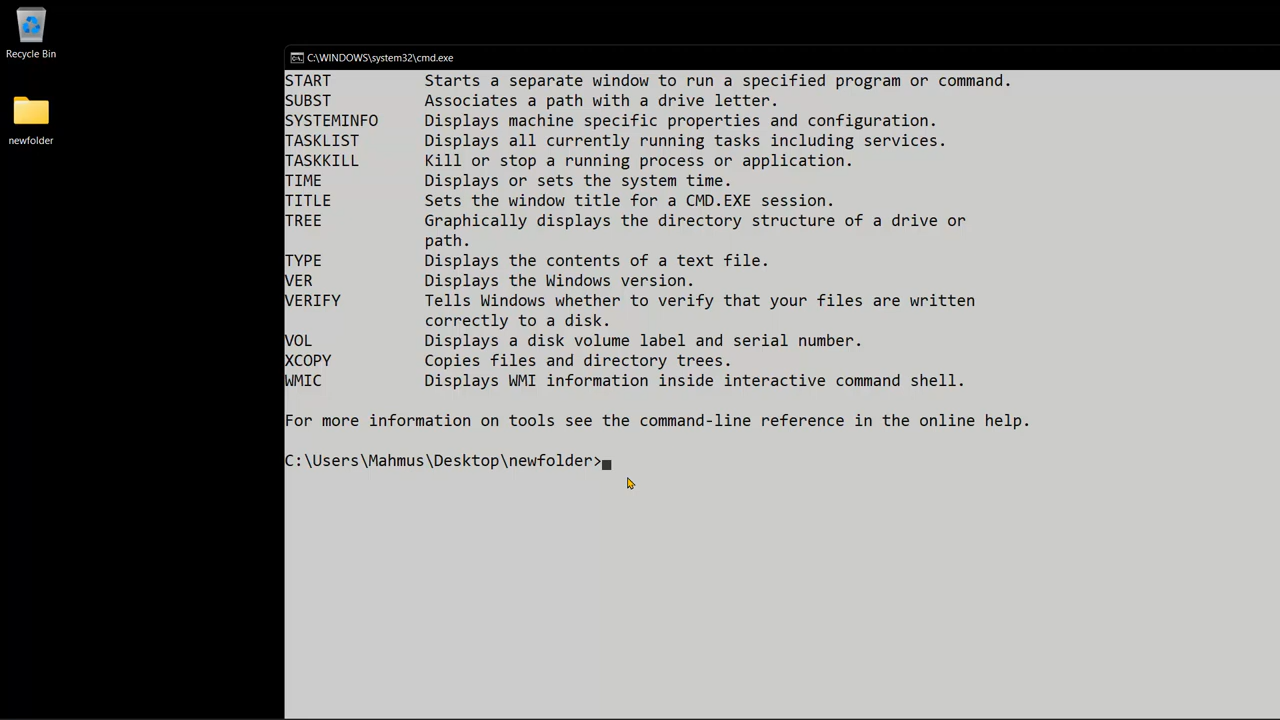 Recycle Bin
newfolder
C:\WINDOWS\system32\cmd.exe
START          Starts a separate window to run a specified program or command.
SUBST          Associates a path with a drive letter.
SYSTEMINFO     Displays machine specific properties and configuration.
TASKLIST       Displays all currently running tasks including services.
TASKKILL       Kill or stop a running process or application.
TIME           Displays or sets the system time.
TITLE          Sets the window title for a CMD.EXE session.
TREE           Graphically displays the directory structure of a drive or
               path.
TYPE           Displays the contents of a text file.
VER            Displays the Windows version.
VERIFY         Tells Windows whether to verify that your files are written
               correctly to a disk.
VOL            Displays a disk volume label and serial number.
XCOPY          Copies files and directory trees.
WMIC           Displays WMI information inside interactive command shell.
For more information on tools see the command-line reference in the online help.
C:\Users\Mahmus\Desktop\newfolder>